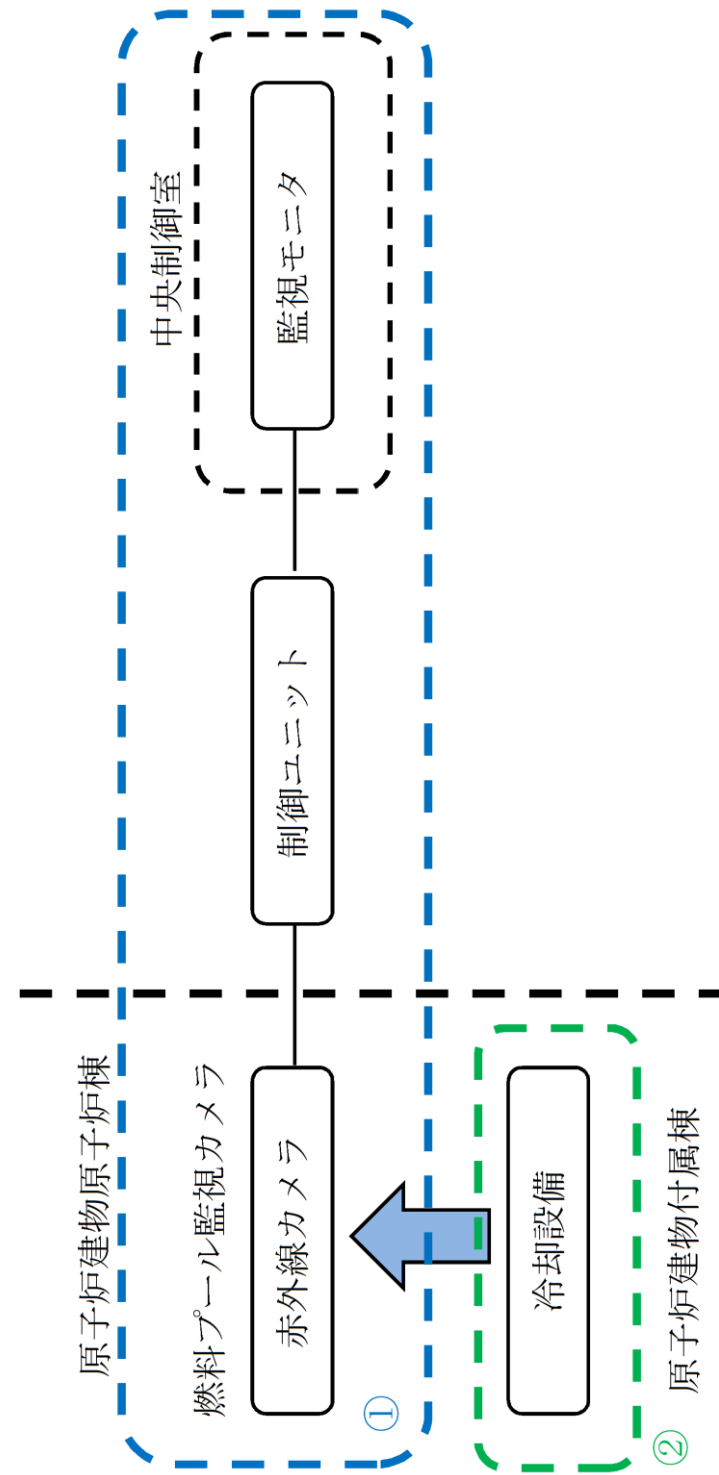 原子炉建物原子炉棟
燃料プール監視カメラ
赤外線カメラ
制御ユニット
中央制御室
監視モニタ
①
冷却設備
②
原子炉建物付属棟